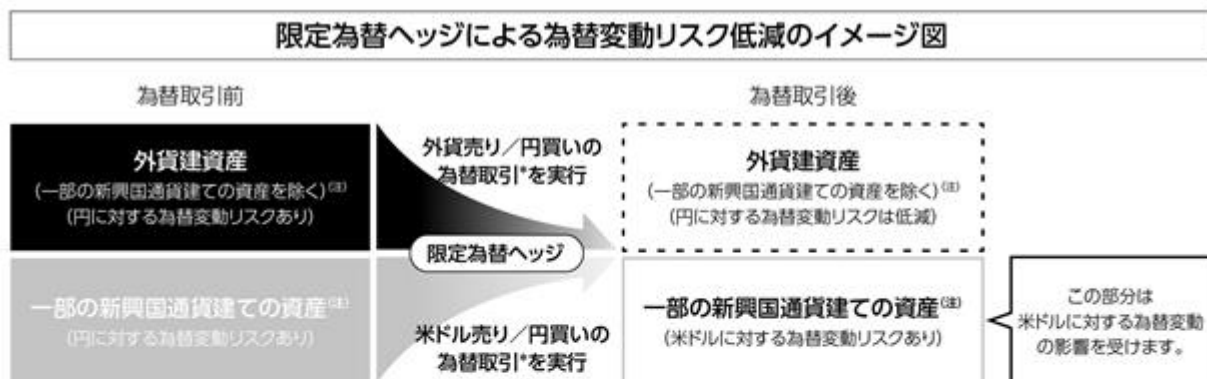 限定為替ヘッジによる為替変動リスク低減のイメージ図
為替取引前
為替取引後
外貨建資産
(一部の新興国通貨建ての資産を除く)(注)
(円に対する為替変動リスクあり)
外貨売り/円買いの
為替取引*を実行
外貨建資産
(一部の新興国通貨建ての資産を除く)(注)
(円に対する為替変動リスクは低減)
限定為替ヘッジ
一部の新興国通貨建ての資産(注)
(円に対する為替変動リスクあり)
米ドル売り/円買いの
為替取引*を実行
一部の新興国通貨建ての資産(注)
(米ドルに対する為替変動リスクあり)
この部分は
米ドルに対する為替変動
の影響を受けます。